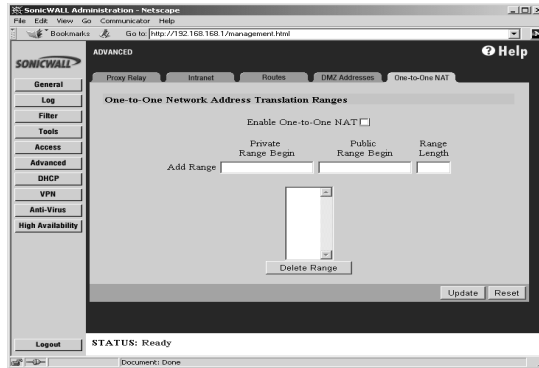 SonicWALL Administration - Netscape
File Edit View Go Communicator Help
Bookmarks Go to: http://192.168.168.1/management.html
SONICWALL
ADVANCED
Help
Proxy Relay Intranet Routes DMZ Addresses One-to-One NAT
General
Log
Filter
Tools
Access
Advanced
DHCP
VPN
Anti-Virus
High Availability
Logout
One-to-One Network Address Translation Ranges
Enable One-to-One NAT
Private Range Begin Public Range Begin Range Length
Add Range
Delete Range
Update Reset
STATUS: Ready
Document: Done